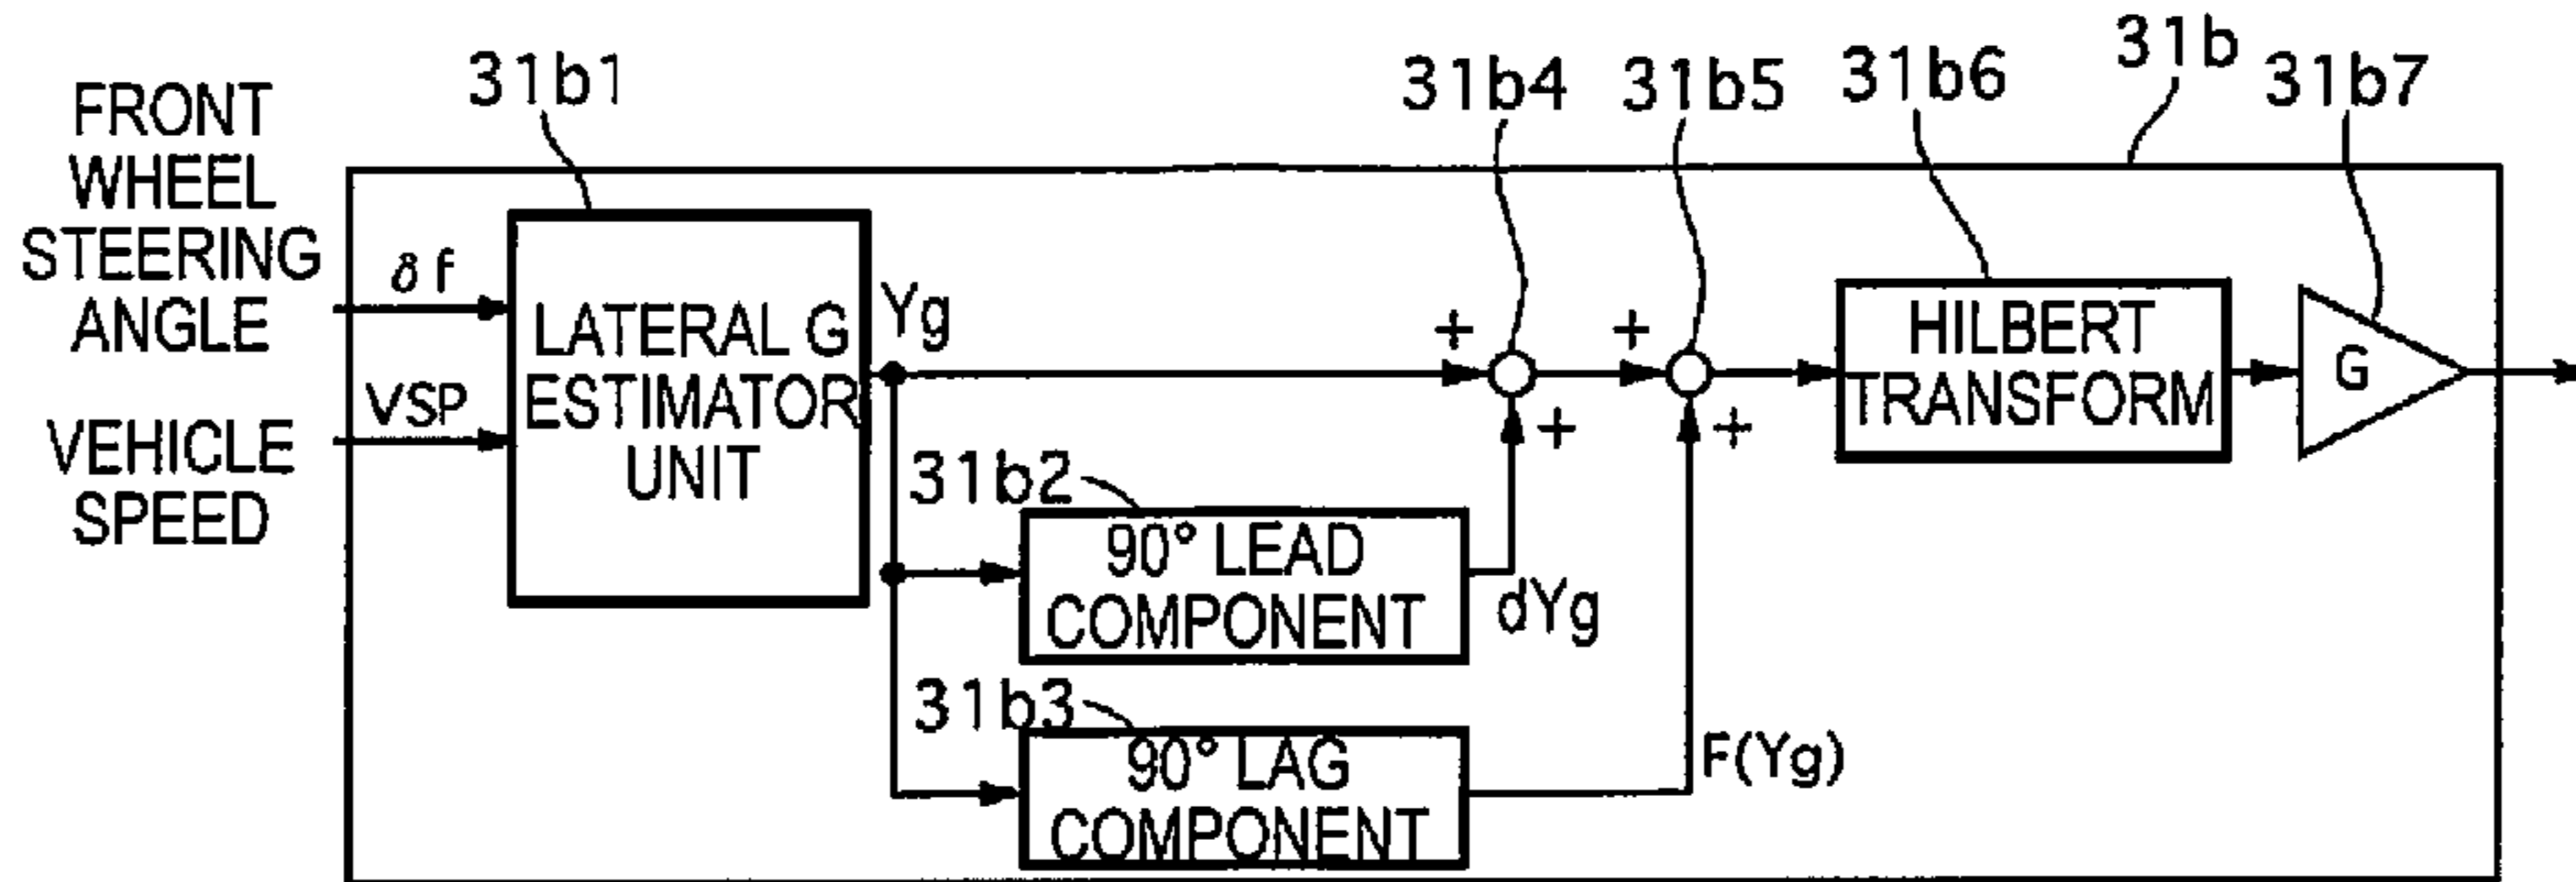 31b1
31b4
31b5
31b6
31b
31b7
FRONT
WHEEL
STEERING
ANGLE
δf
VSP
VEHICLE
SPEED
LATERAL G
ESTIMATOR
UNIT
Yg
+
+
+
+
HILBERT
TRANSFORM
G
31b2
90° LEAD
COMPONENT
dYg
31b3
90° LAG
COMPONENT
F(Yg)